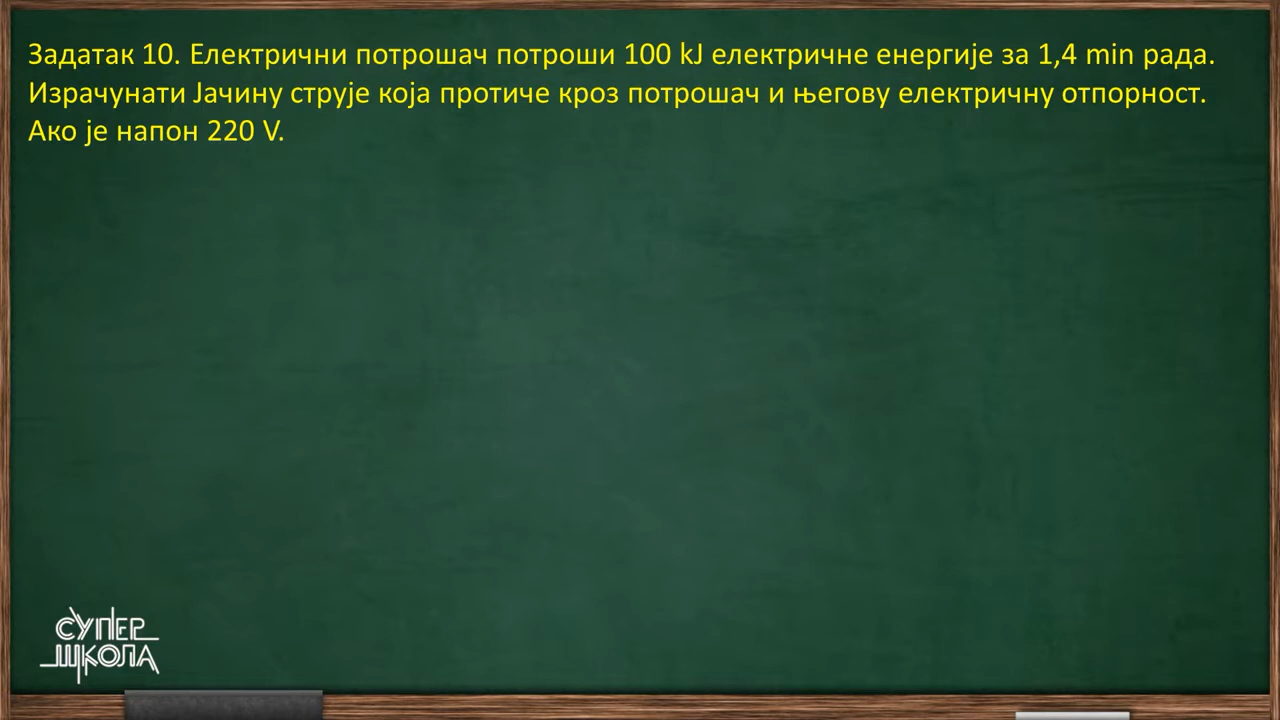 Задатак 10. Електрични потрошач потроши 100 kJ електричне енергије за 1,4 min рада.
Израчунати Јачину струје која протиче кроз потрошач и његову електричну отпорност.
Ако је напон 220 V.
СУПЕР
ШКОЛА